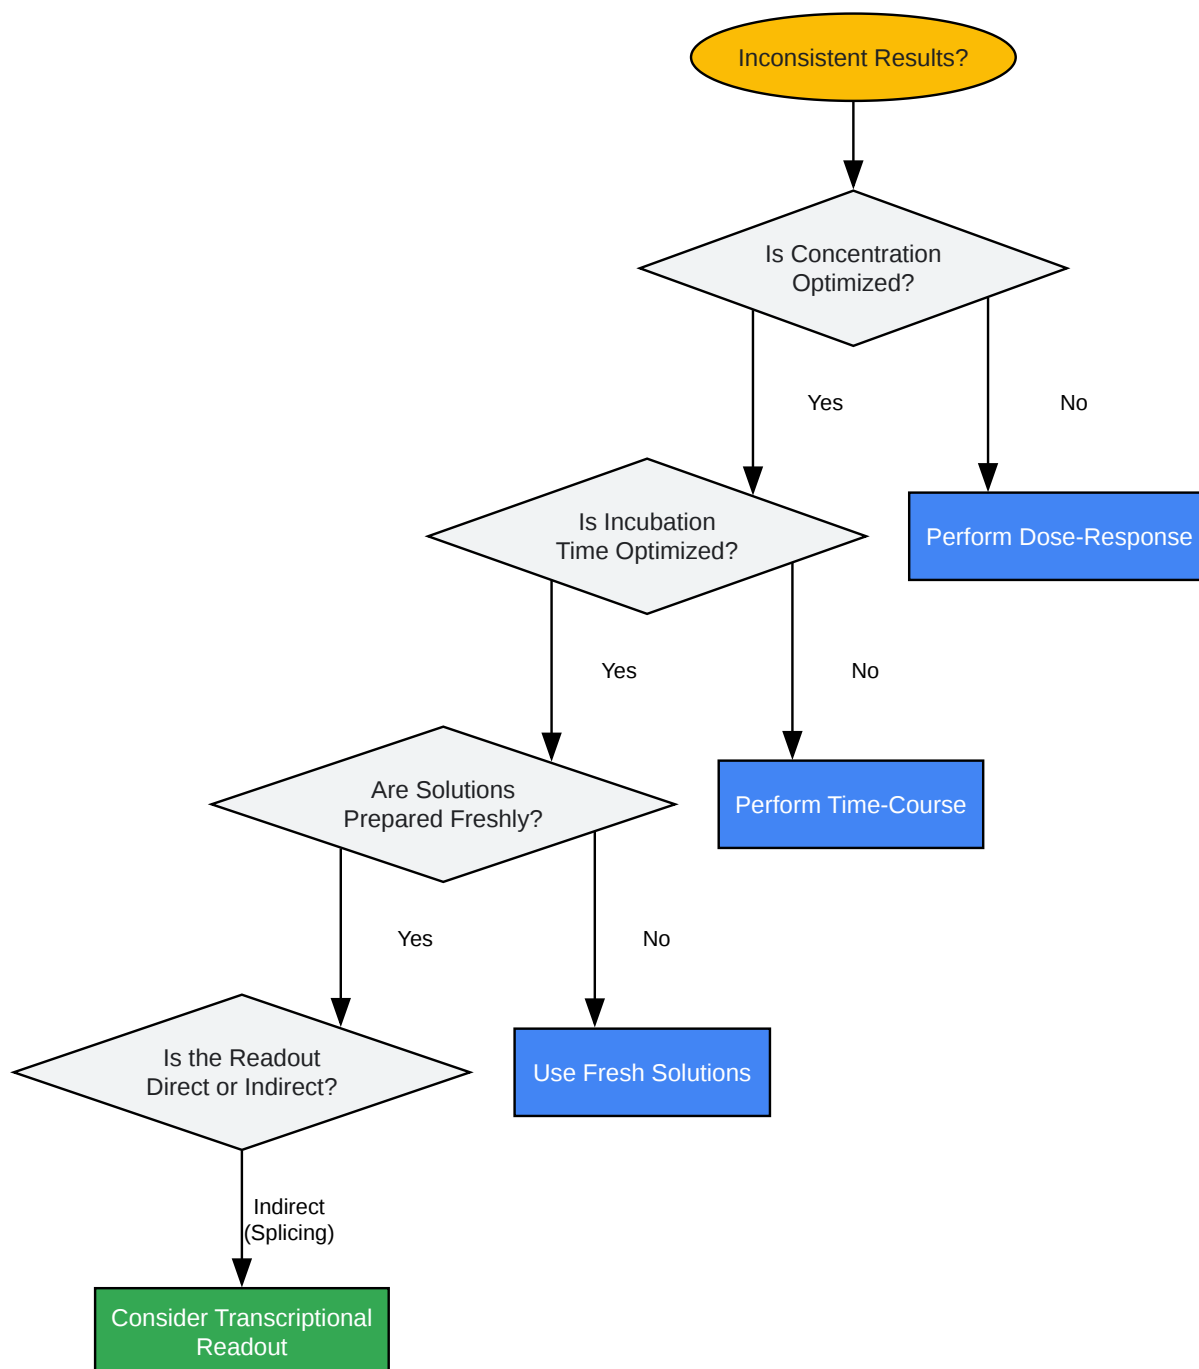 Inconsistent Results?
Is Concentration
Optimized?
Yes
No
Is Incubation
Time Optimized?
Perform Dose-Response
Yes
No
Are Solutions
Prepared Freshly?
Perform Time-Course
Yes
No
Is the Readout
Direct or Indirect?
Use Fresh Solutions
Indirect
(Splicing)
Consider Transcriptional
Readout